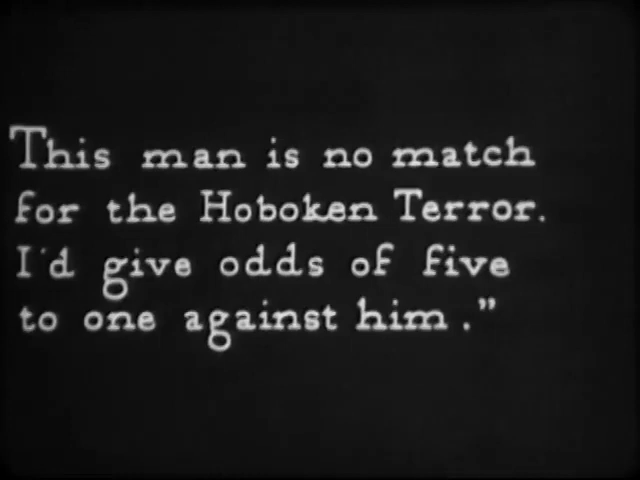 This man is no match
for the Hoboken Terror.
I'd give odds of five
to one against him."